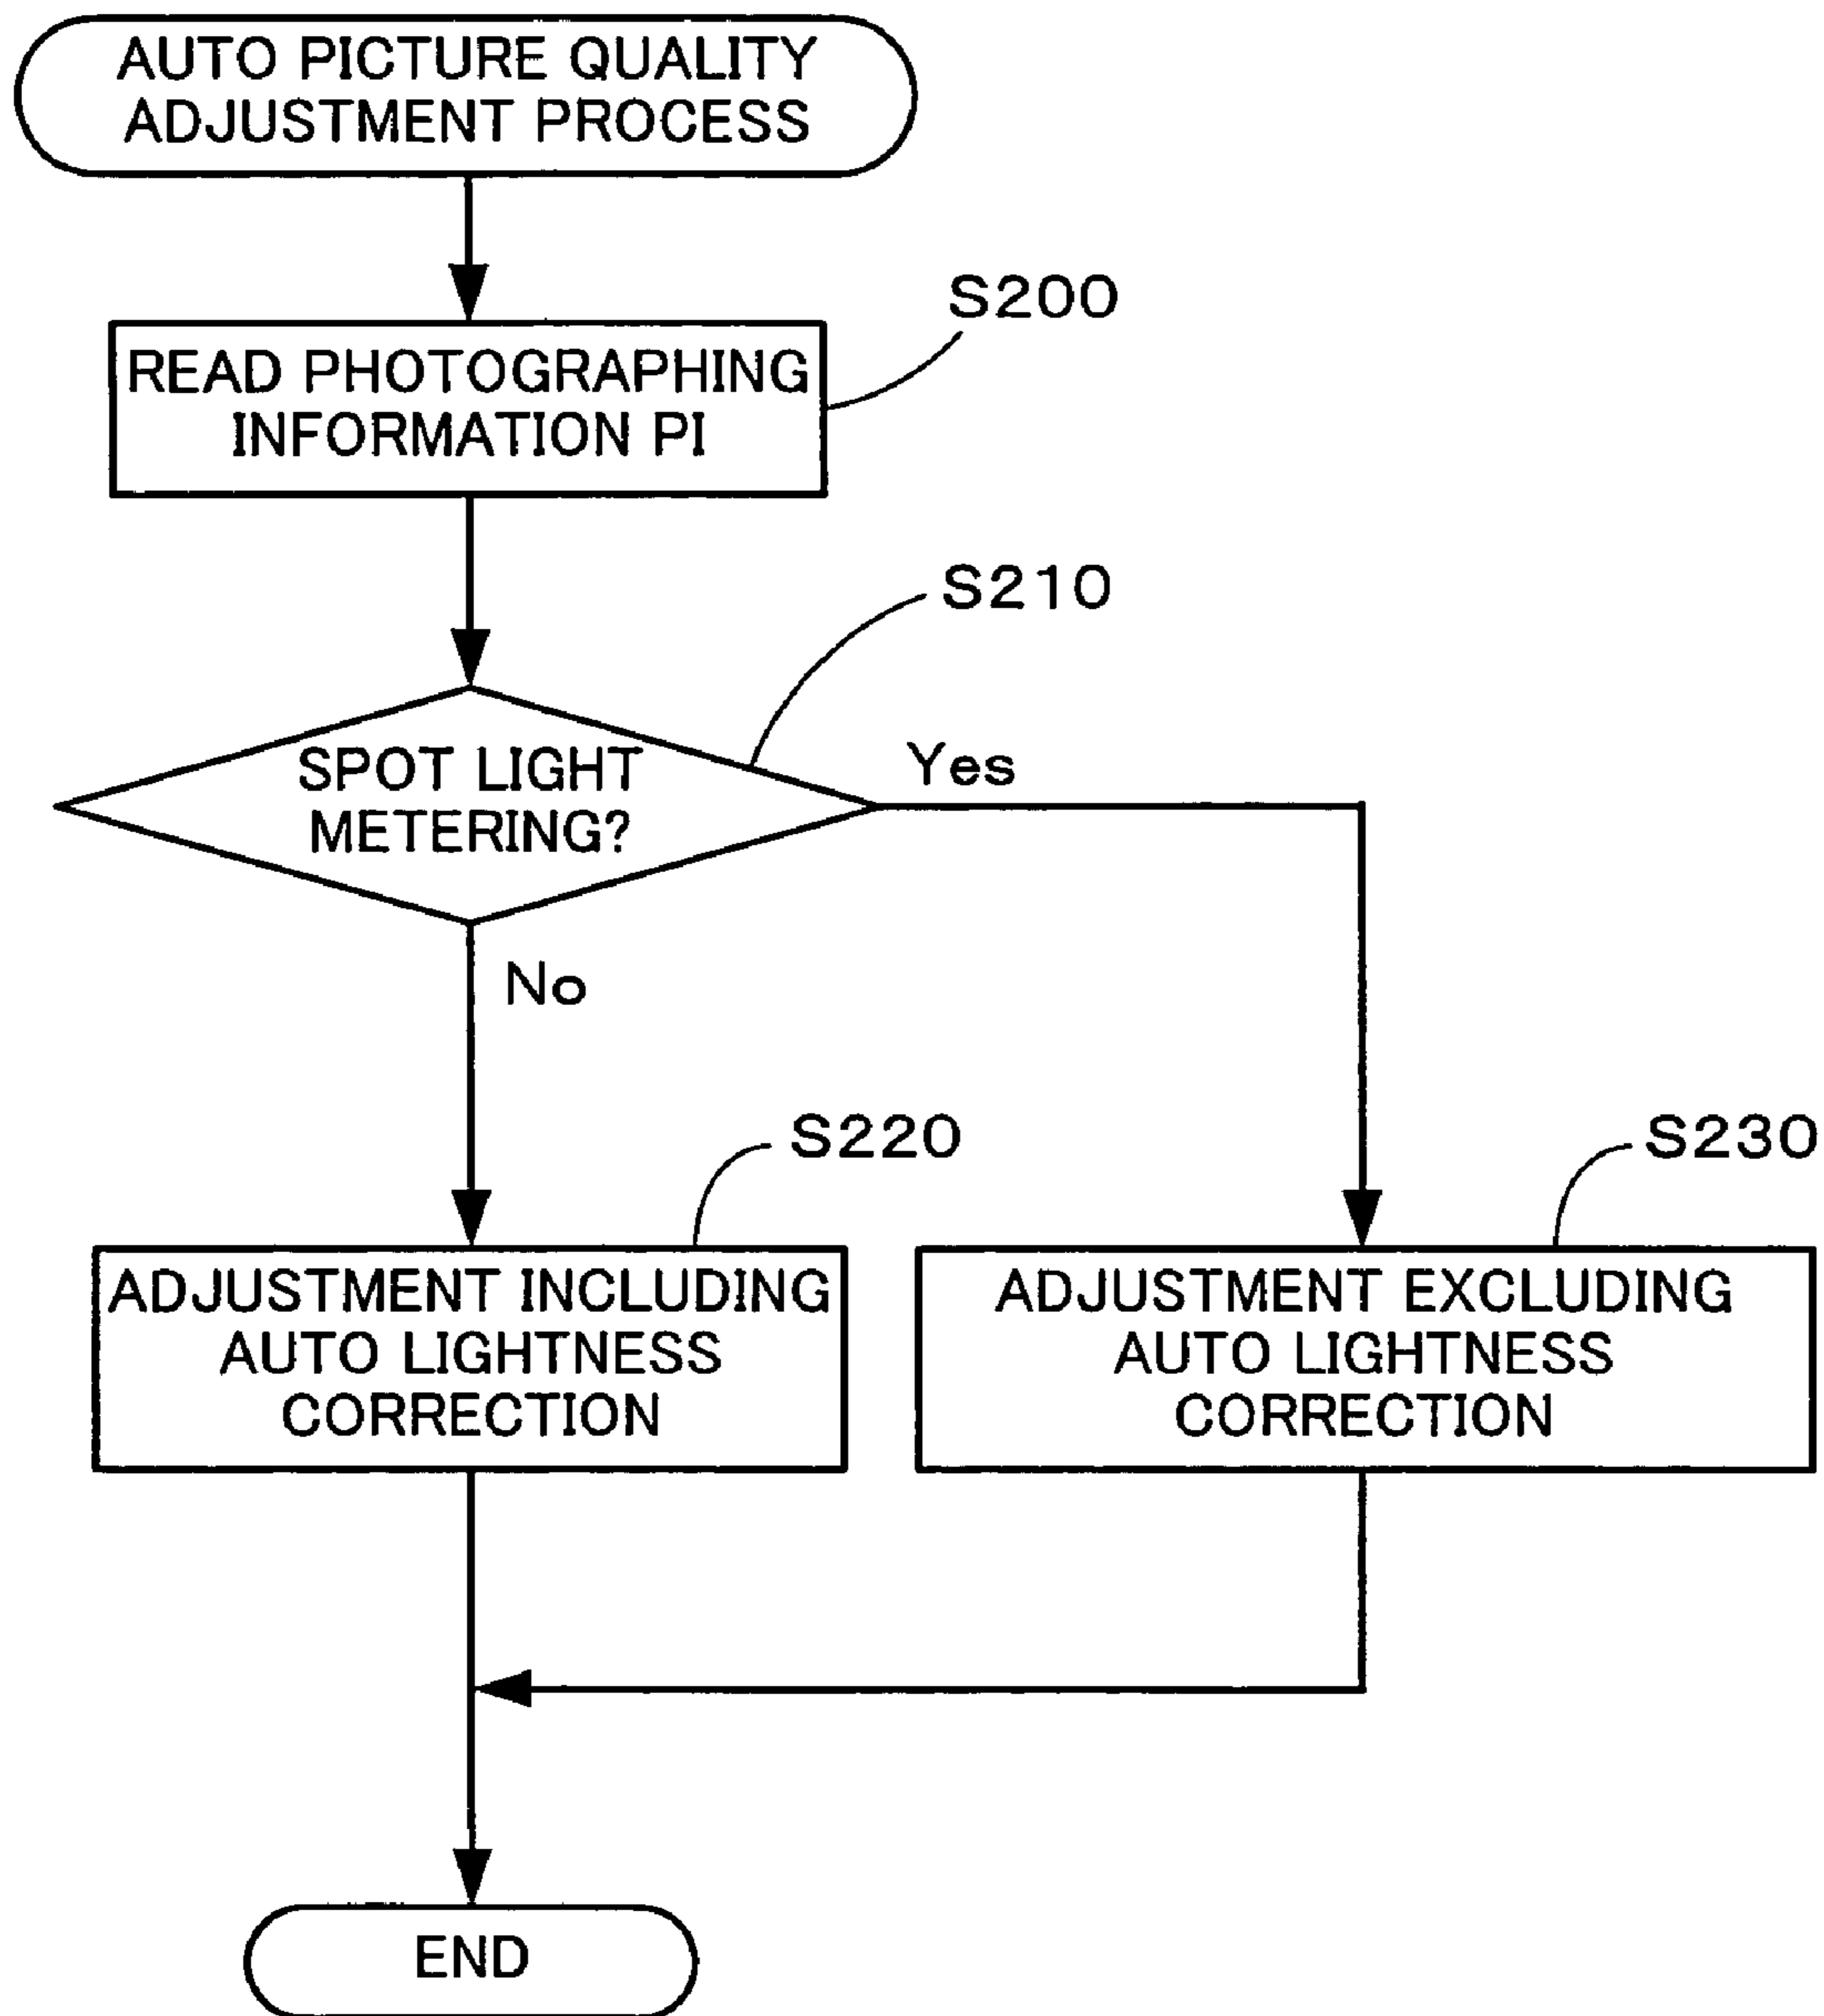 AUTO PICTURE QUALITY
ADJUSTMENT PROCESS
S200
READ PHOTOGRAPHING
INFORMATION PI
S210
SPOT LIGHT
METERING?
Yes
No
S220
S230
ADJUSTMENT INCLUDING
AUTO LIGHTNESS
CORRECTION
ADJUSTMENT EXCLUDING
AUTO LIGHTNESS
CORRECTION
END